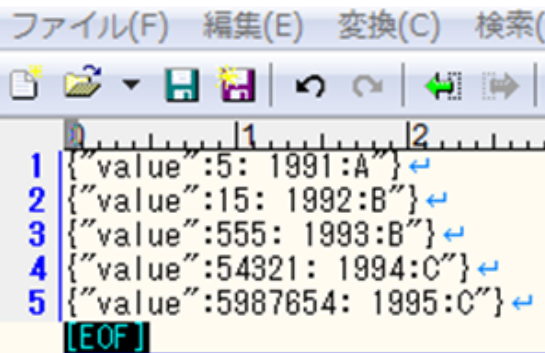 ファイル(F) 編集(E) 変換(C) 検索(
0 1 2
1 {"value":5: 1991:A"}↵
2 {"value":15: 1992:B"}↵
3 {"value":555: 1993:B"}↵
4 {"value":54321: 1994:C"}↵
5 {"value":5987654: 1995:C"}↵
[EOF]